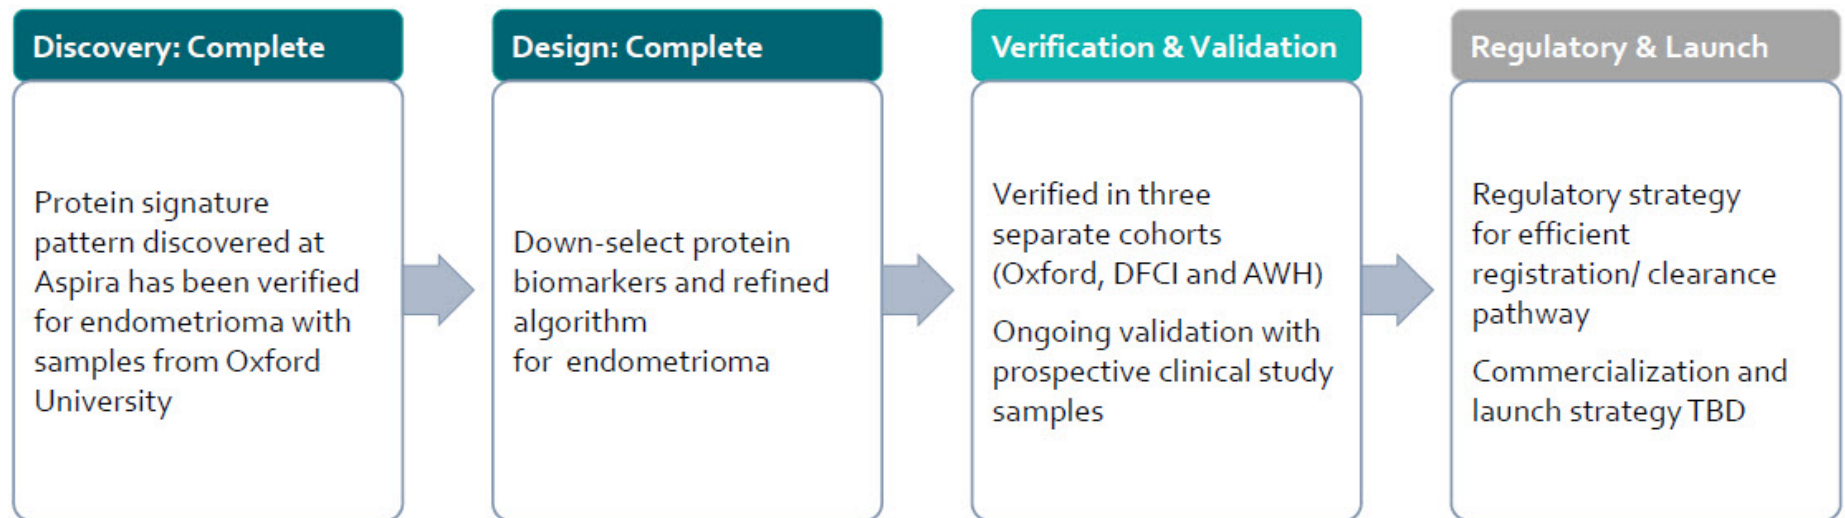 Discovery: Complete
Protein signature
pattern discovered at
Aspira has been verified
for endometrioma with
samples from Oxford
University
Design: Complete
Down-select protein
biomarkers and refined
algorithm
for endometrioma
Verification & Validation
Verified in three
separate cohorts
(Oxford, DFCI and AWH)
Ongoing validation with
prospective clinical study
samples
Regulatory & Launch
Regulatory strategy
for efficient
registration/ clearance
pathway
Commercialization and
launch strategy TBD